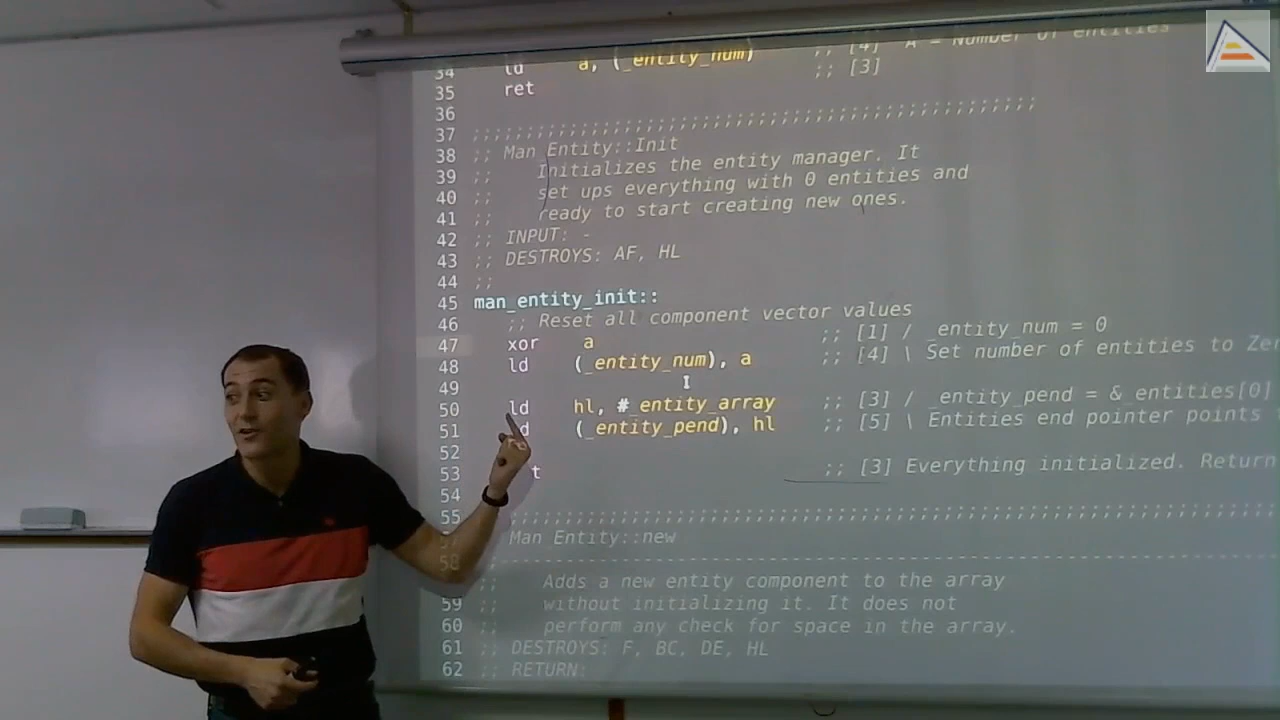 34 ld a, (_entity_num) ;; [4] A = Number of entities
35 ret ;; [3]
36
37 ;;;;;;;;;;;;;;;;;;;;;;;;;;;;;;;;;;;;;;;;;;;;;;;;;;;
38 ;; Man Entity::Init
39 ;; Initializes the entity manager. It
40 ;; set ups everything with 0 entities and
41 ;; ready to start creating new ones.
42 ;; INPUT: -
43 ;; DESTROYS: AF, HL
44 ;;
45 man_entity_init::
46 ;; Reset all component vector values
47 xor a ;; [1] / _entity_num = 0
48 ld (_entity_num), a ;; [4] \ Set number of entities to Ze
49
50 ld hl, #_entity_array ;; [3] / _entity_pend = &_entities[0]
51 d (_entity_pend), hl ;; [5] \ Entities end pointer points
52
53 t ;; [3] Everything initialized. Return
54
55 ;;;;;;;;;;;;;;;;;;;;;;;;;;;;;;;;;;;;;;;;;;;;;;;;;;;;;;;;;;;;;;;;;;;;;;
Man Entity::new
58 ----------------------------------------------------------------------
;; Adds a new entity component to the array
59 ;; without initializing it. It does not
60 ;; perform any check for space in the array.
61 ;; DESTROYS: F, BC, DE, HL
62 ;; RETURN: